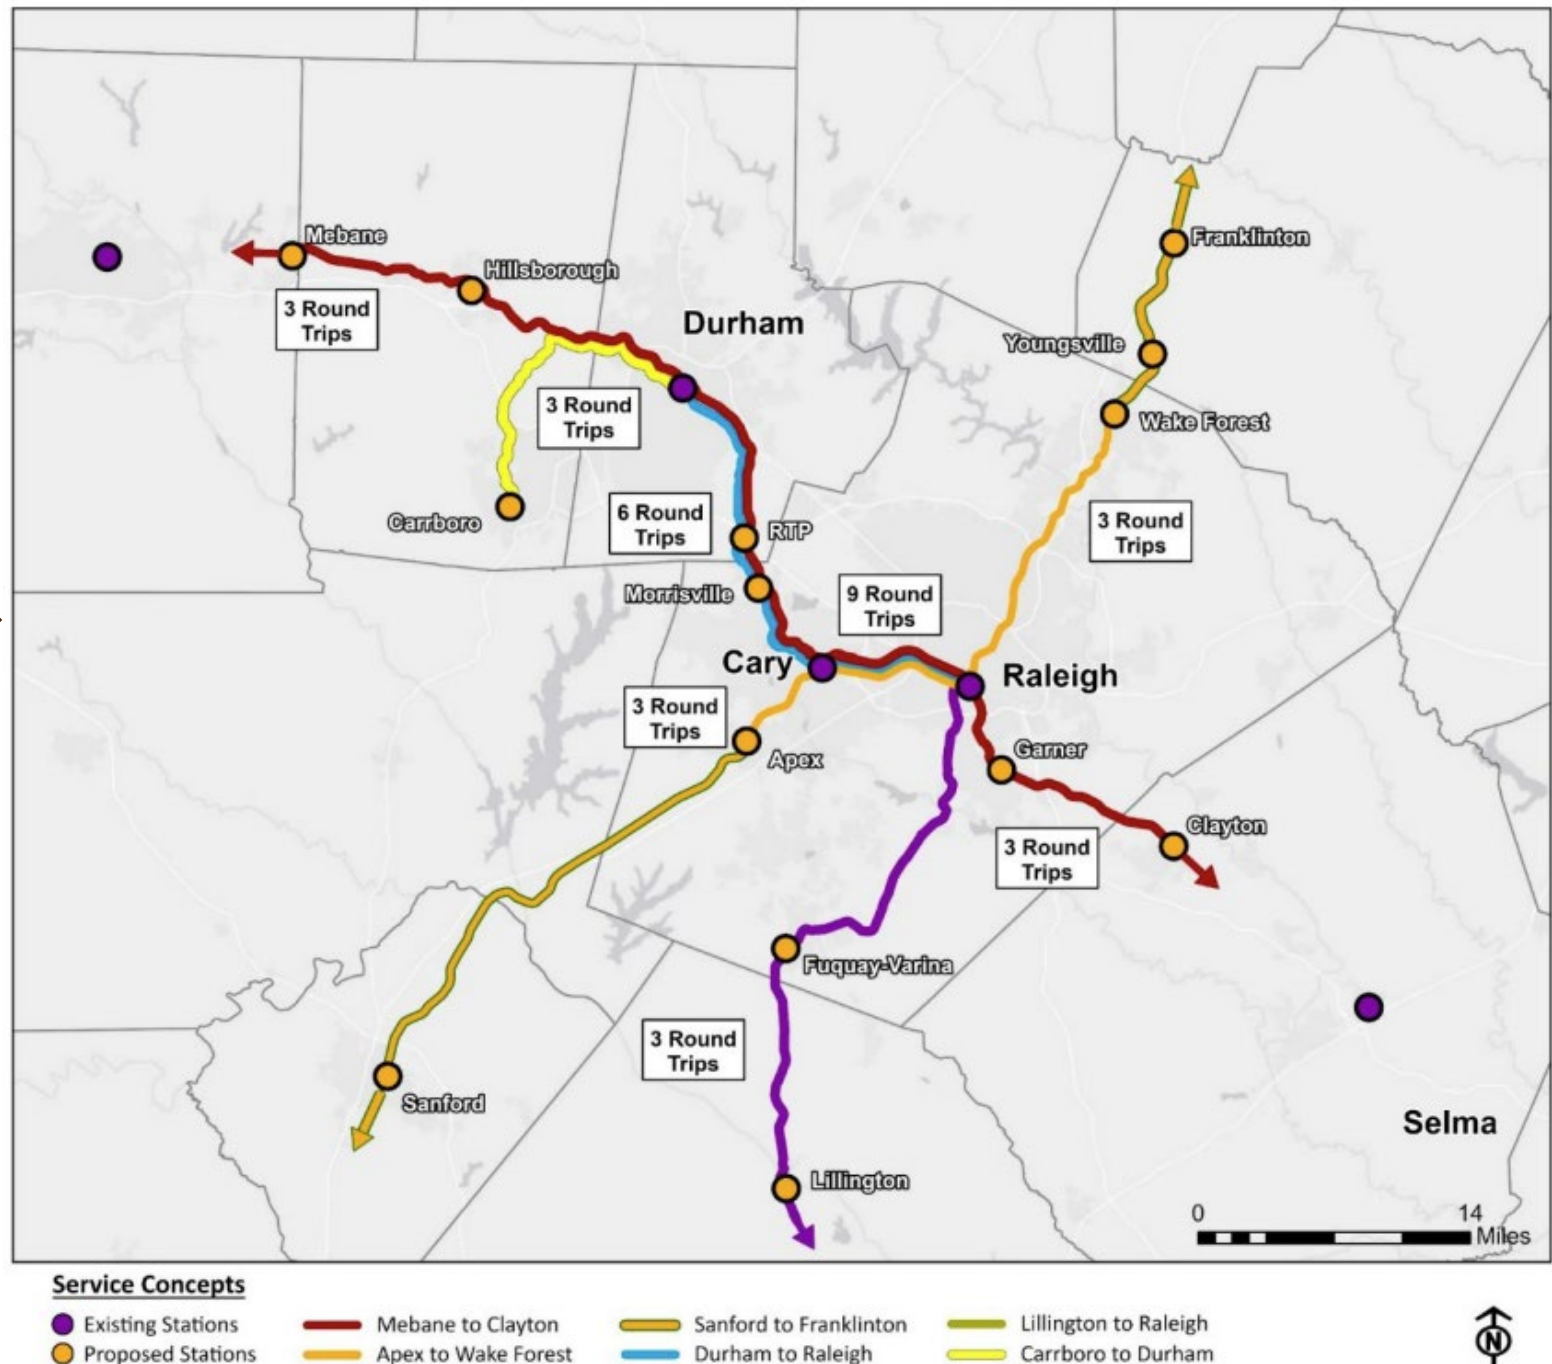 Mebane
Hillsborough
3 Round
Trips
Durham
Franklinton
Youngsville
Wake Forest
3 Round
Trips
Carrboro
6 Round
Trips
RTP
3 Round
Trips
Morrisville
9 Round
Trips
Cary
Raleigh
3 Round
Trips
Apex
Garner
Clayton
3 Round
Trips
Fuquay-Varina
3 Round
Trips
Sanford
Lillington
Selma
0
14
Miles
Service Concepts
Existing Stations
Mebane to Clayton
Sanford to Franklinton
Lillington to Raleigh
Proposed Stations
Apex to Wake Forest
Durham to Raleigh
Carrboro to Durham
N